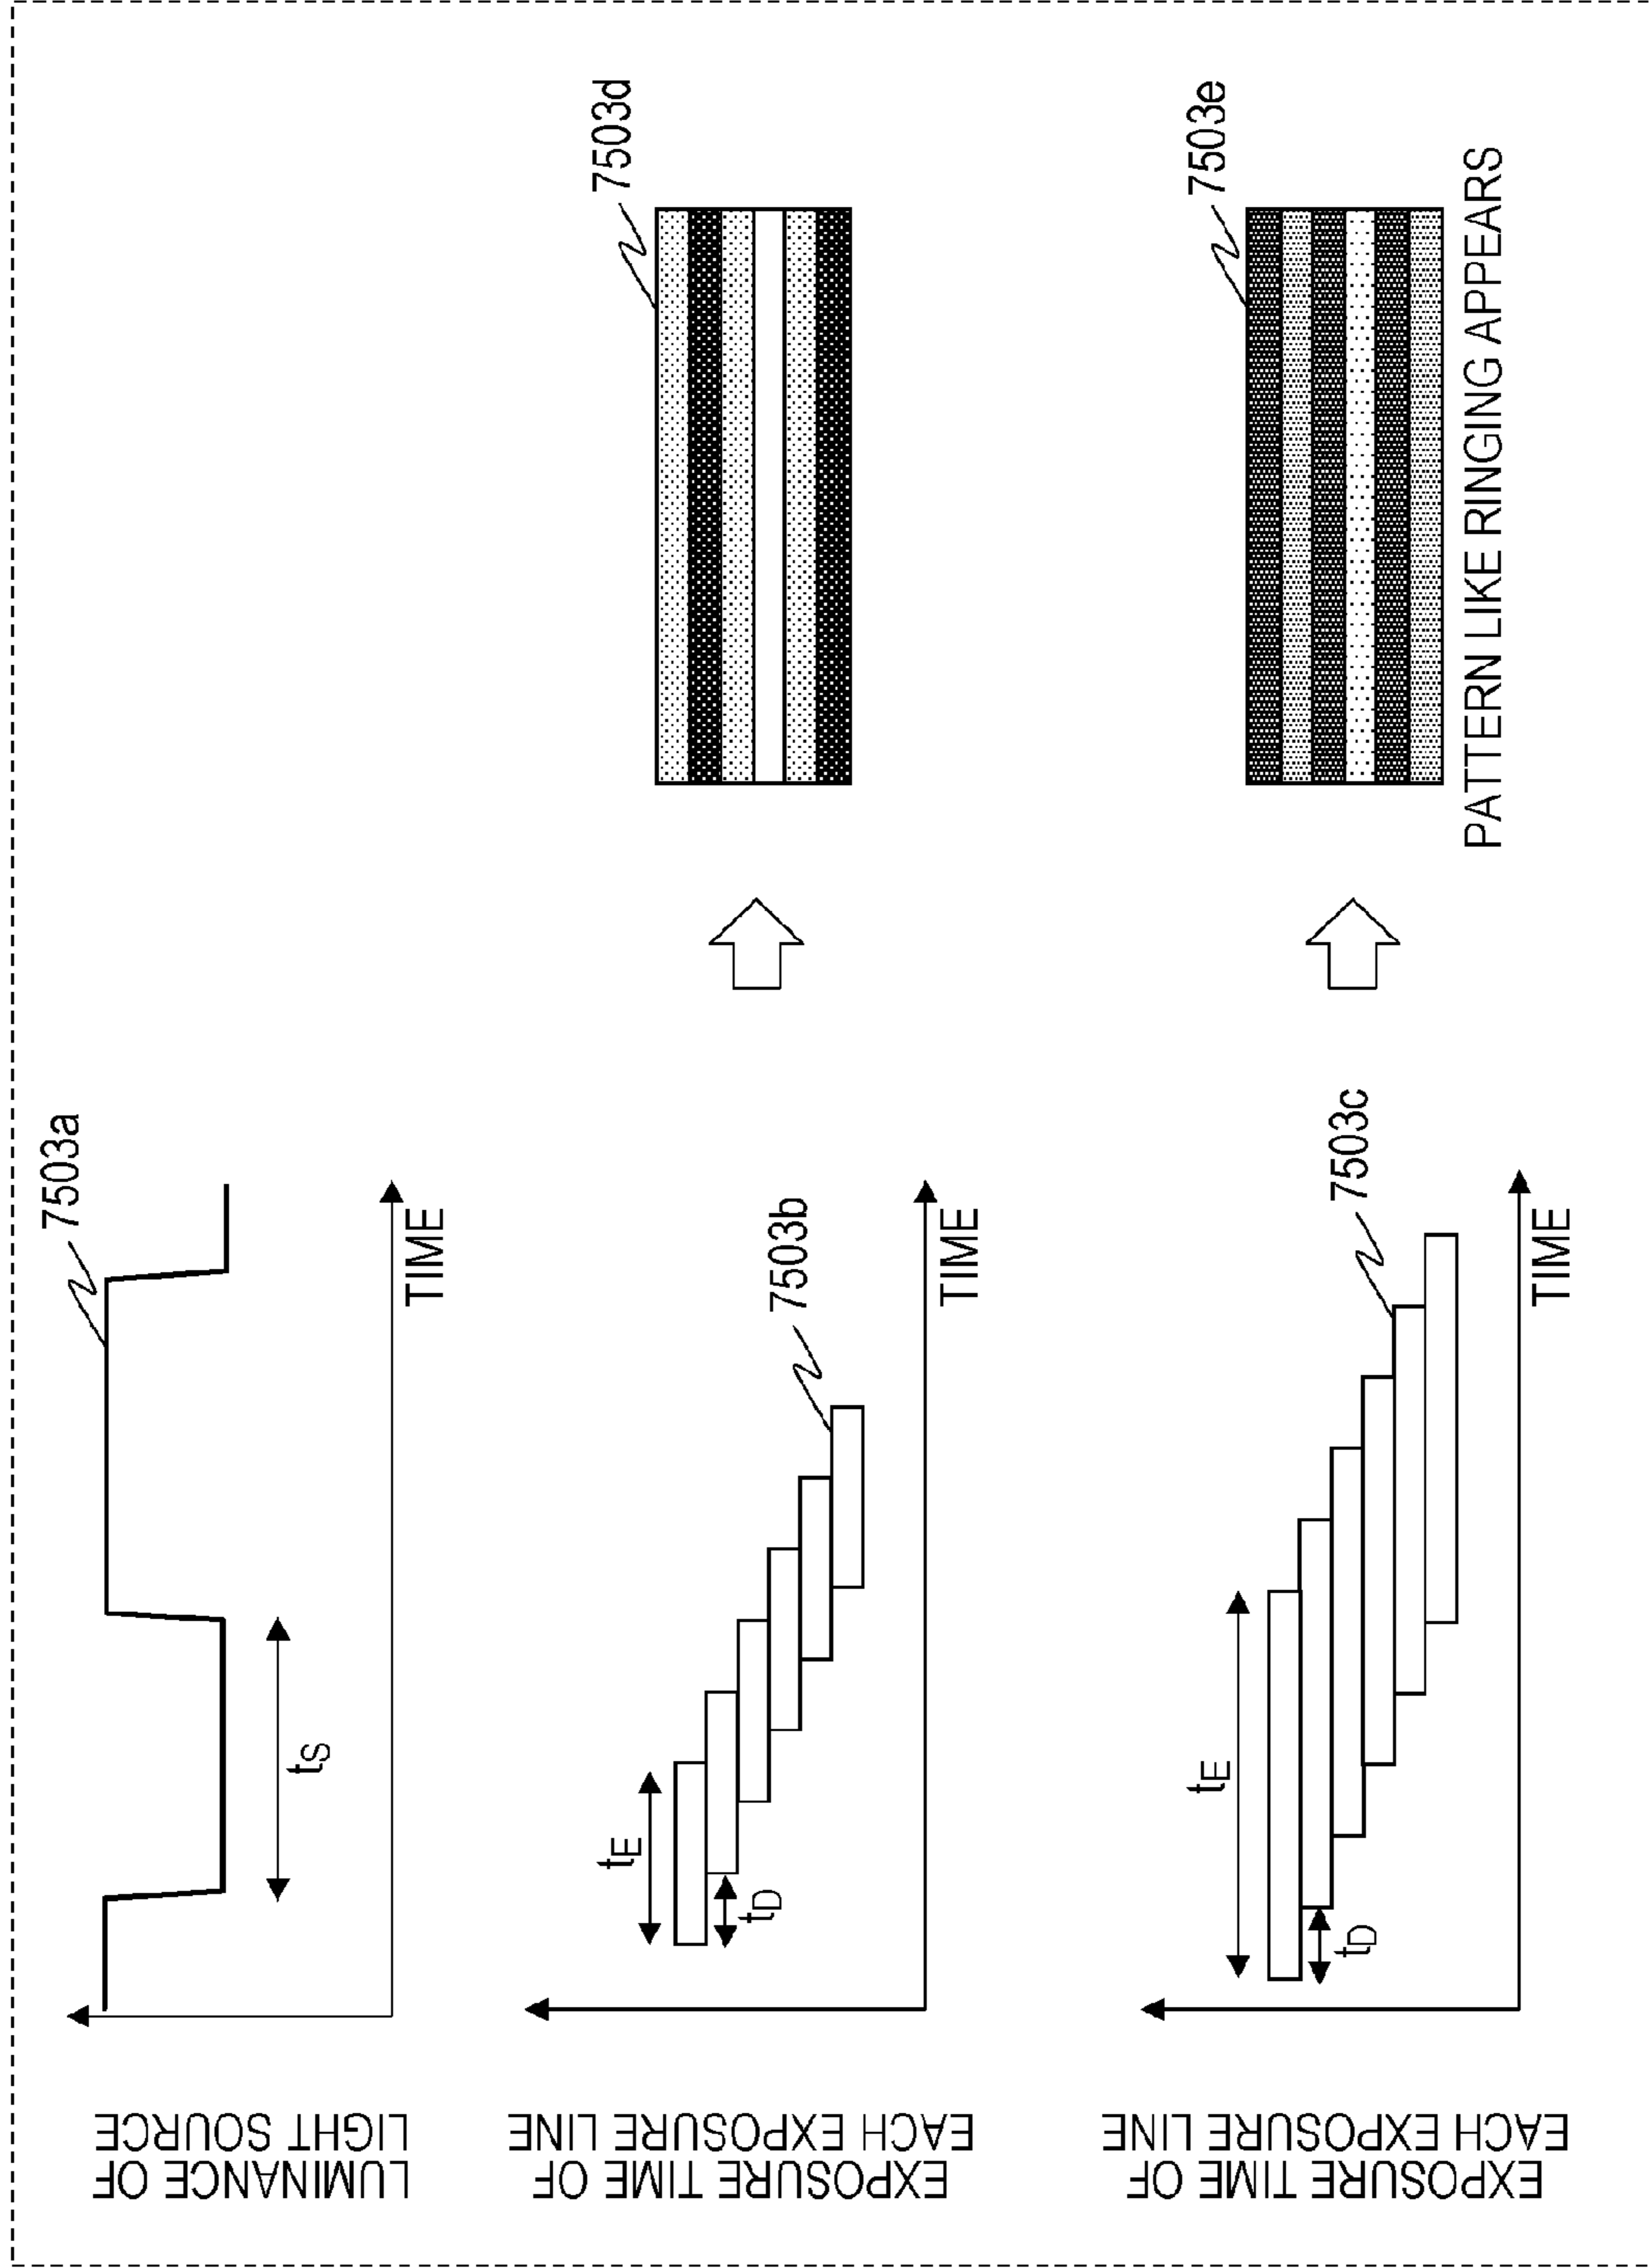 LUMINANCE OF
LIGHT SOURCE
7503a
tS
TIME
EXPOSURE TIME OF
EACH EXPOSURE LINE
tE
tD
7503b
TIME
7503d
EXPOSURE TIME OF
EACH EXPOSURE LINE
tE
tD
7503c
TIME
7503e
PATTERN LIKE RINGING APPEARS